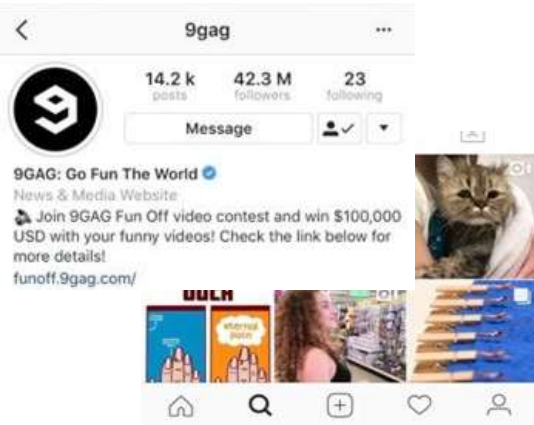 9gag
14.2 k 42.3 M 23
posts followers following
Message
9GAG: Go Fun The World
News & Media Website
Join 9GAG Fun Off video contest and win $100,000
USD with your funny videos! Check the link below for
more details!
funoff.9gag.com/
eternal
pain